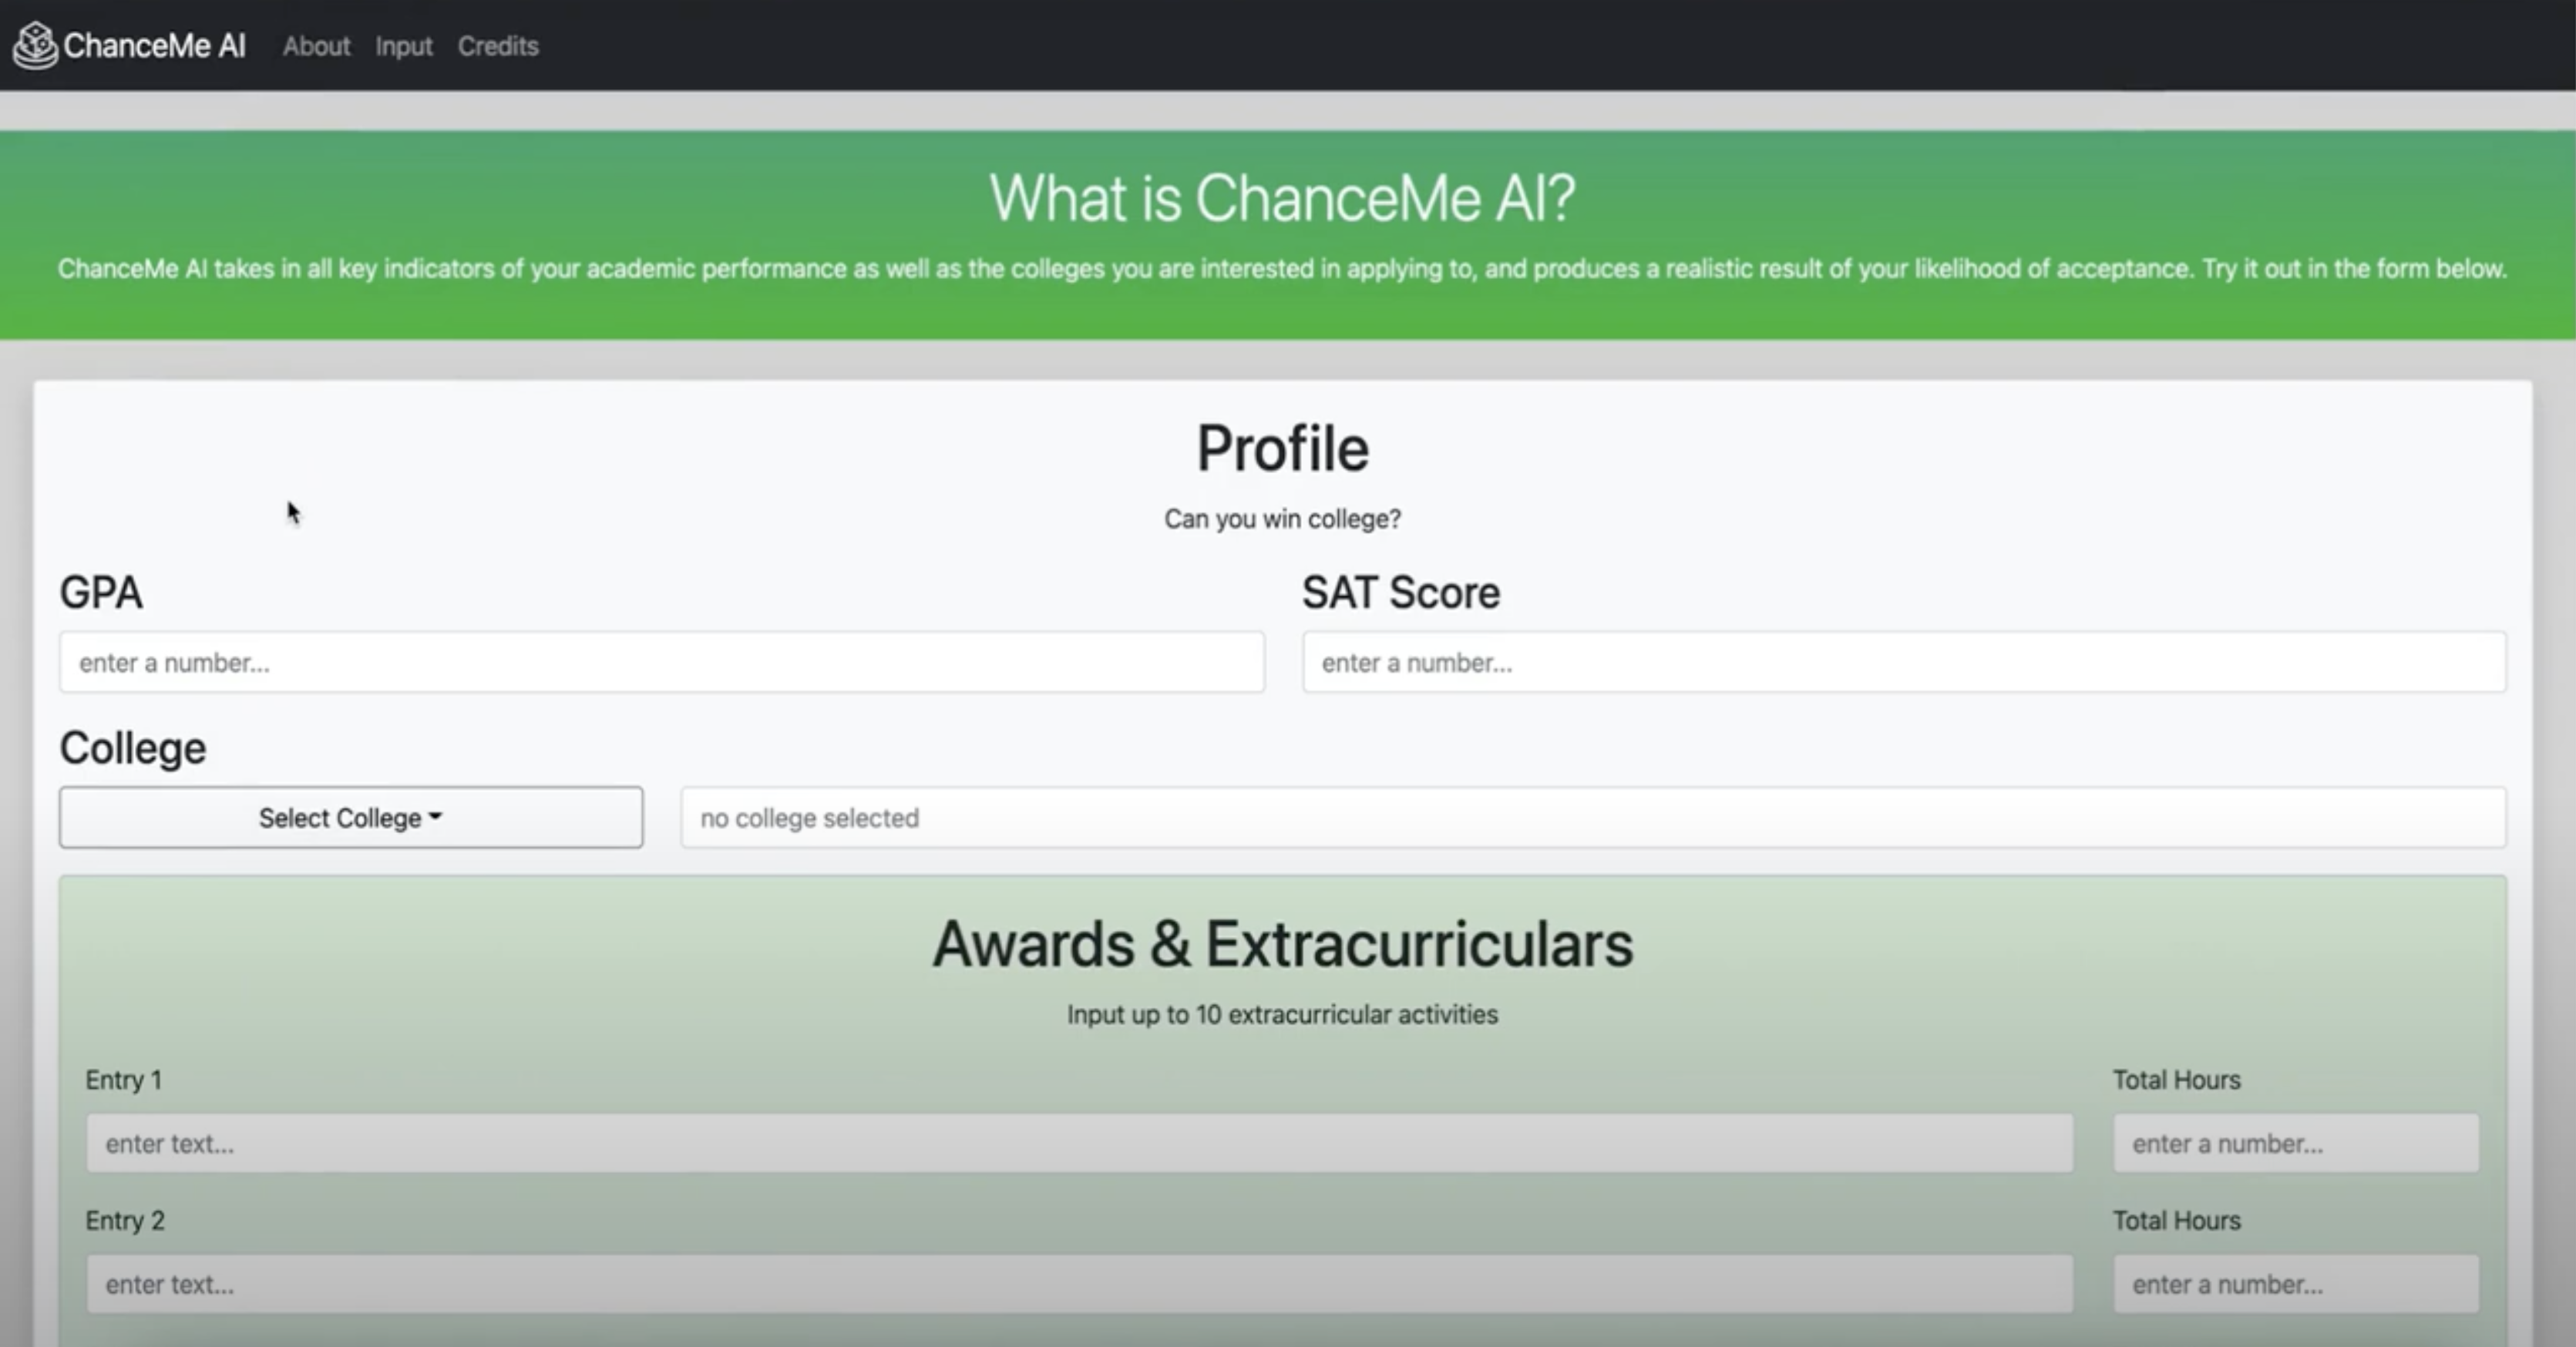 ChanceMe AI About Input Credits
What is ChanceMe AI?
ChanceMe AI takes in all key indicators of your academic performance as well as the colleges you are interested in applying to, and produces a realistic result of your likelihood of acceptance. Try it out in the form below.
Profile
Can you win college?
GPA SAT Score
enter a number... enter a number...
College
Select College no college selected
Awards & Extracurriculars
Input up to 10 extracurricular activities
Entry 1 Total Hours
enter text... enter a number...
Entry 2 Total Hours
enter text... enter a number...